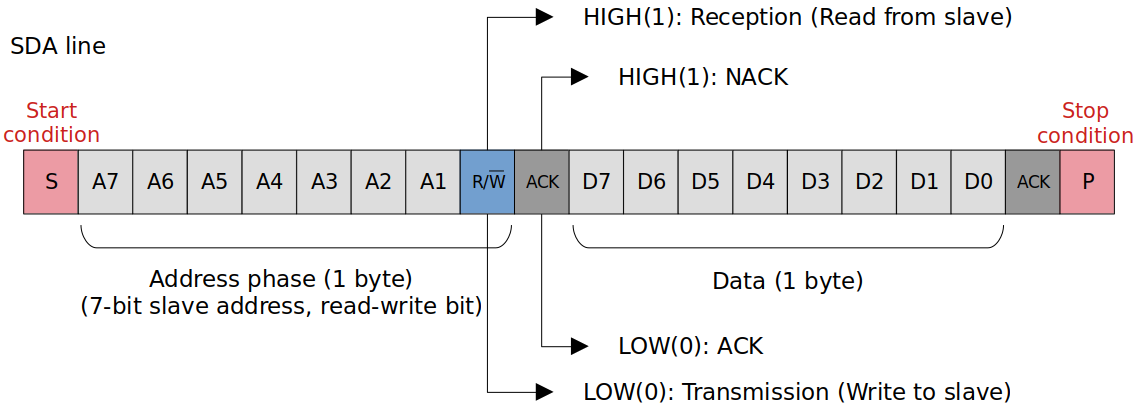 HIGH(1): Reception (Read from slave)
SDA line
HIGH(1): NACK
Start
condition
Stop
condition
S A7 A6 A5 A4 A3 A2 A1 R/W̅ ACK D7 D6 D5 D4 D3 D2 D1 D0 ACK P
Address phase (1 byte)
(7-bit slave address, read-write bit)
Data (1 byte)
LOW(0): ACK
LOW(0): Transmission (Write to slave)